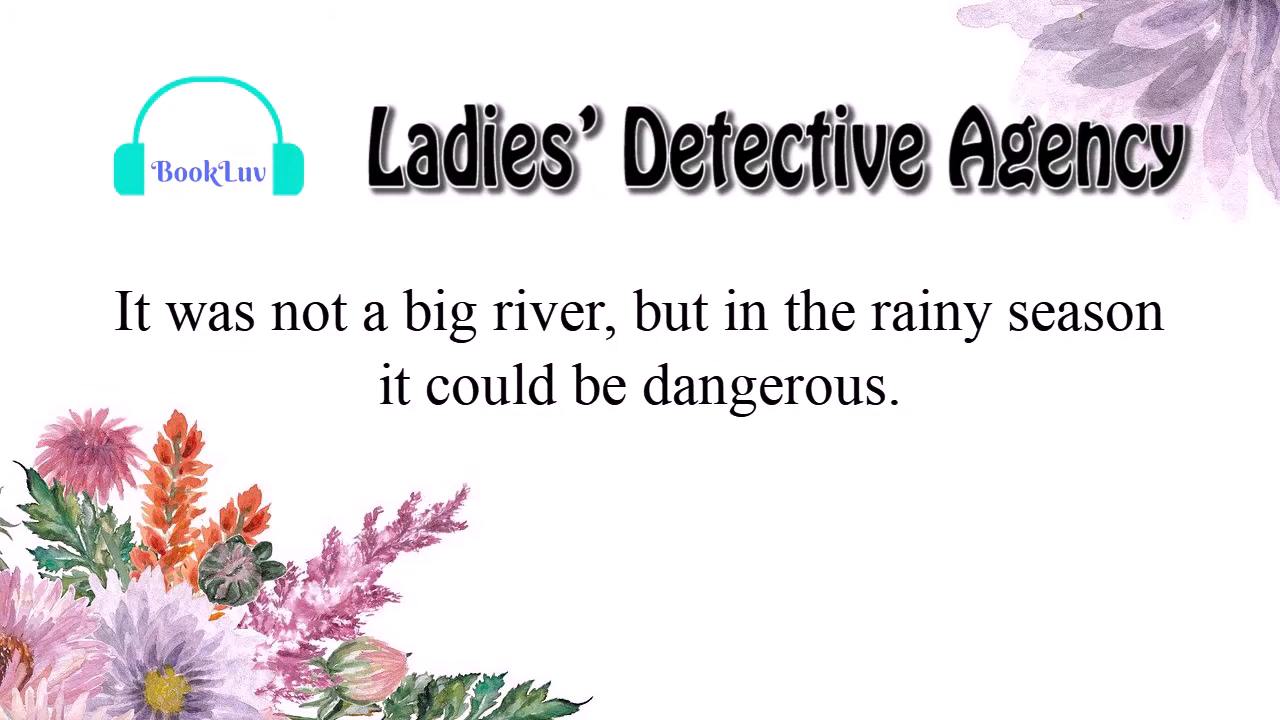 BookLuv
Ladies’ Detective Agency
It was not a big river, but in the rainy season
it could be dangerous.